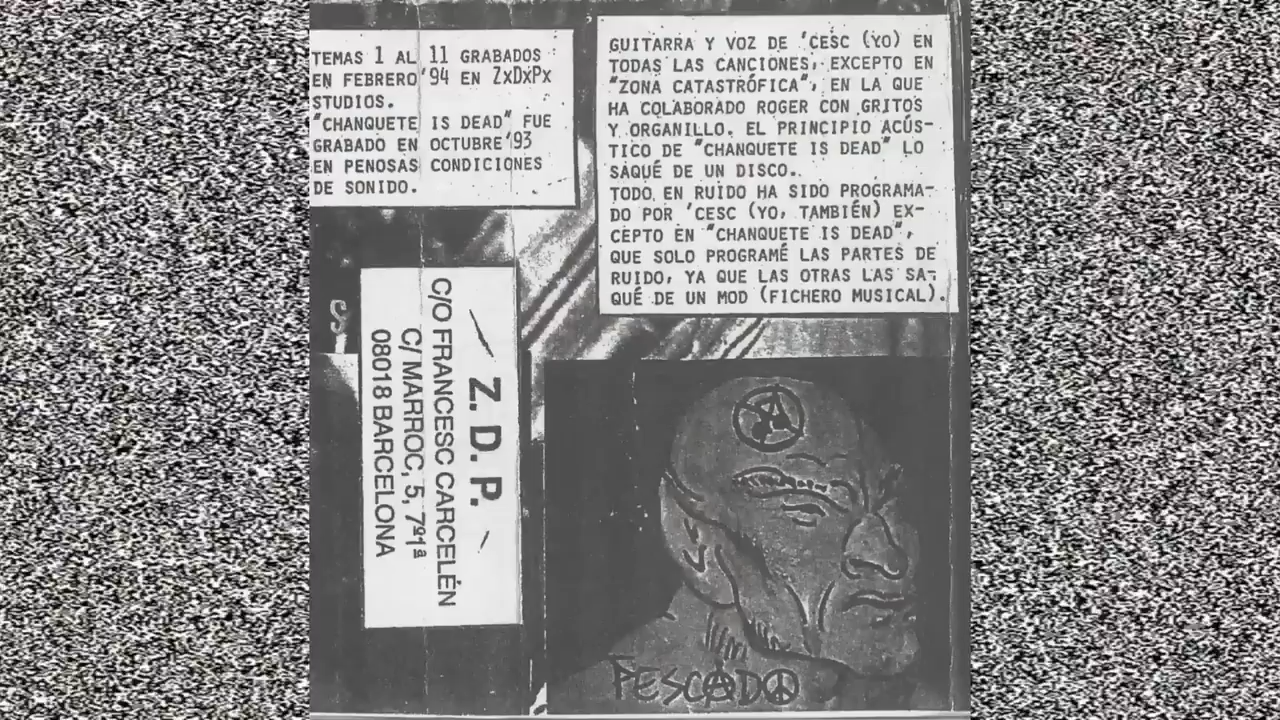 TEMAS 1 AL 11 GRABADOS
EN FEBRERO'94 EN ZxDxPx
STUDIOS.
"CHANQUETE IS DEAD" FUE
GRABADO EN OCTUBRE'93
EN PENOSAS CONDICIONES
DE SONIDO.
GUITARRA Y VOZ DE 'CESC (YO) EN
TODAS LAS CANCIONES, EXCEPTO EN
"ZONA CATASTRÓFICA", EN LA QUE
HA COLABORADO ROGER CON GRITOS
Y ORGANILLO. EL PRINCIPIO ACÚS-
TICO DE "CHANQUETE IS DEAD" LO
SAQUÉ DE UN DISCO.
TODO EN RUIDO HA SIDO PROGRAMA-
DO POR 'CESC (YO, TAMBIÉN) EX-
CEPTO EN "CHANQUETE IS DEAD",
QUE SOLO PROGRAMÉ LAS PARTES DE
RUIDO, YA QUE LAS OTRAS LAS SA-
QUÉ DE UN MOD (FICHERO MUSICAL).
- Z. D. P. -
C/O FRANCESC CARCELÉN
C/ MARROC, 5, 7º1ª
08018 BARCELONA
PESCADO